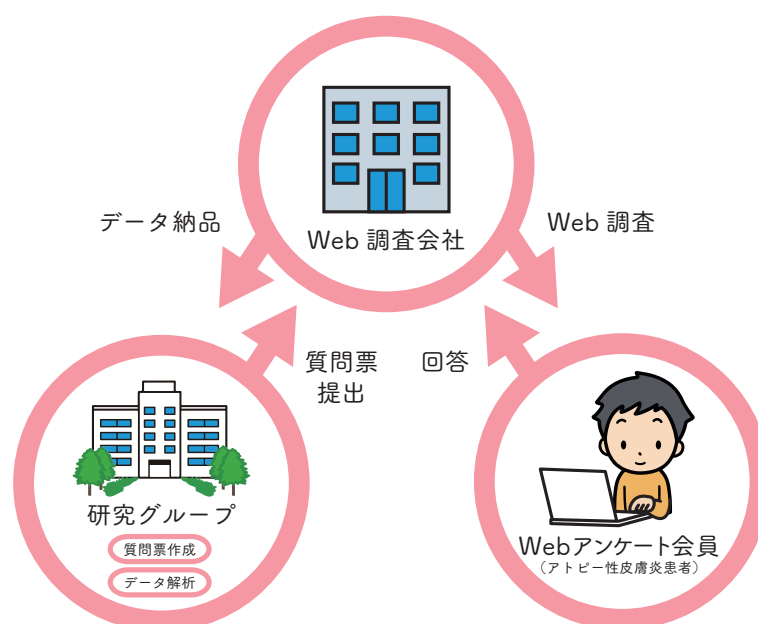 Web 調査会社
データ納品
Web 調査
質問票
提出
回答
研究グループ
質問票作成
データ解析
Webアンケート会員
（アトピー性皮膚炎患者）